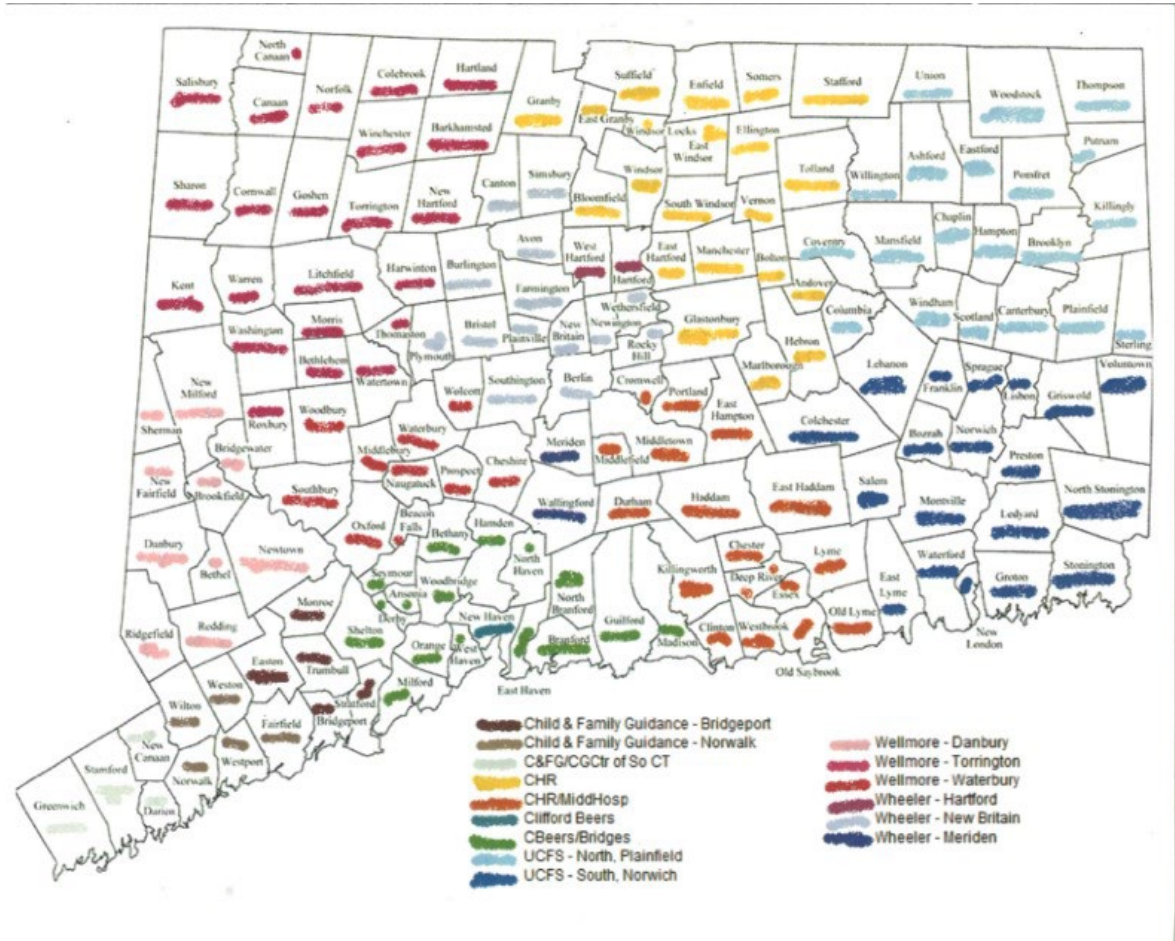 North
Canaan
Salisbury
Canaan
Norfolk
Colebrook
Hartland
Granby
Suffield
East Granby
Windsor Locks
Enfield
Somers
Stafford
Union
Woodstock
Thompson
Winchester
Barkhamsted
East
Windsor
Ellington
Putnam
Sharon
Cornwall
Goshen
Torrington
New
Hartford
Canton
Simsbury
Bloomfield
Windsor
South Windsor
Vernon
Tolland
Willington
Ashford
Eastford
Pomfret
Killingly
Kent
Warren
Litchfield
Harwinton
Burlington
Avon
West
Hartford
Hartford
East
Hartford
Manchester
Bolton
Coventry
Andover
Mansfield
Chaplin
Hampton
Brooklyn
Washington
Morris
Bethlehem
Watertown
Thomaston
Plymouth
Bristol
Farmington
Plainville
New
Britain
Newington
Wethersfield
Rocky
Hill
Glastonbury
Hebron
Marlborough
Columbia
Windham
Scotland
Canterbury
Plainfield
Sterling
New
Milford
Sherman
Roxbury
Woodbury
Wolcott
Southington
Berlin
Cromwell
Portland
East
Hampton
Lebanon
Colchester
Franklin
Sprague
Lisbon
Griswold
Voluntown
Bozrah
Norwich
Preston
New
Fairfield
Bridgewater
Brookfield
Southbury
Middlebury
Waterbury
Naugatuck
Prospect
Cheshire
Meriden
Middlefield
Middletown
Wallingford
Durham
Haddam
East Haddam
Salem
Montville
Ledyard
North Stonington
Danbury
Bethel
Newtown
Oxford
Beacon
Falls
Bethany
Hamden
North
Haven
Seymour
Ansonia
Derby
Woodbridge
North
Branford
Guilford
Madison
Killingworth
Chester
Deep River
Essex
Lyme
East
Lyme
Waterford
Groton
Stonington
Ridgefield
Redding
Monroe
Shelton
Orange
New Haven
West
Haven
Branford
Clinton
Westbrook
Old Lyme
New
London
Old Saybrook
East Haven
Easton
Trumbull
Stratford
Bridgeport
Milford
Weston
Wilton
Fairfield
Westport
Norwalk
New
Canaan
Stamford
Darien
Greenwich
Child & Family Guidance - Bridgeport
Child & Family Guidance - Norwalk
C&FG/CGCtr of So CT
CHR
CHR/MiddHosp
Clifford Beers
CBeers/Bridges
UCFS - North, Plainfield
UCFS - South, Norwich
Wellmore - Danbury
Wellmore - Torrington
Wellmore - Waterbury
Wheeler - Hartford
Wheeler - New Britain
Wheeler - Meriden